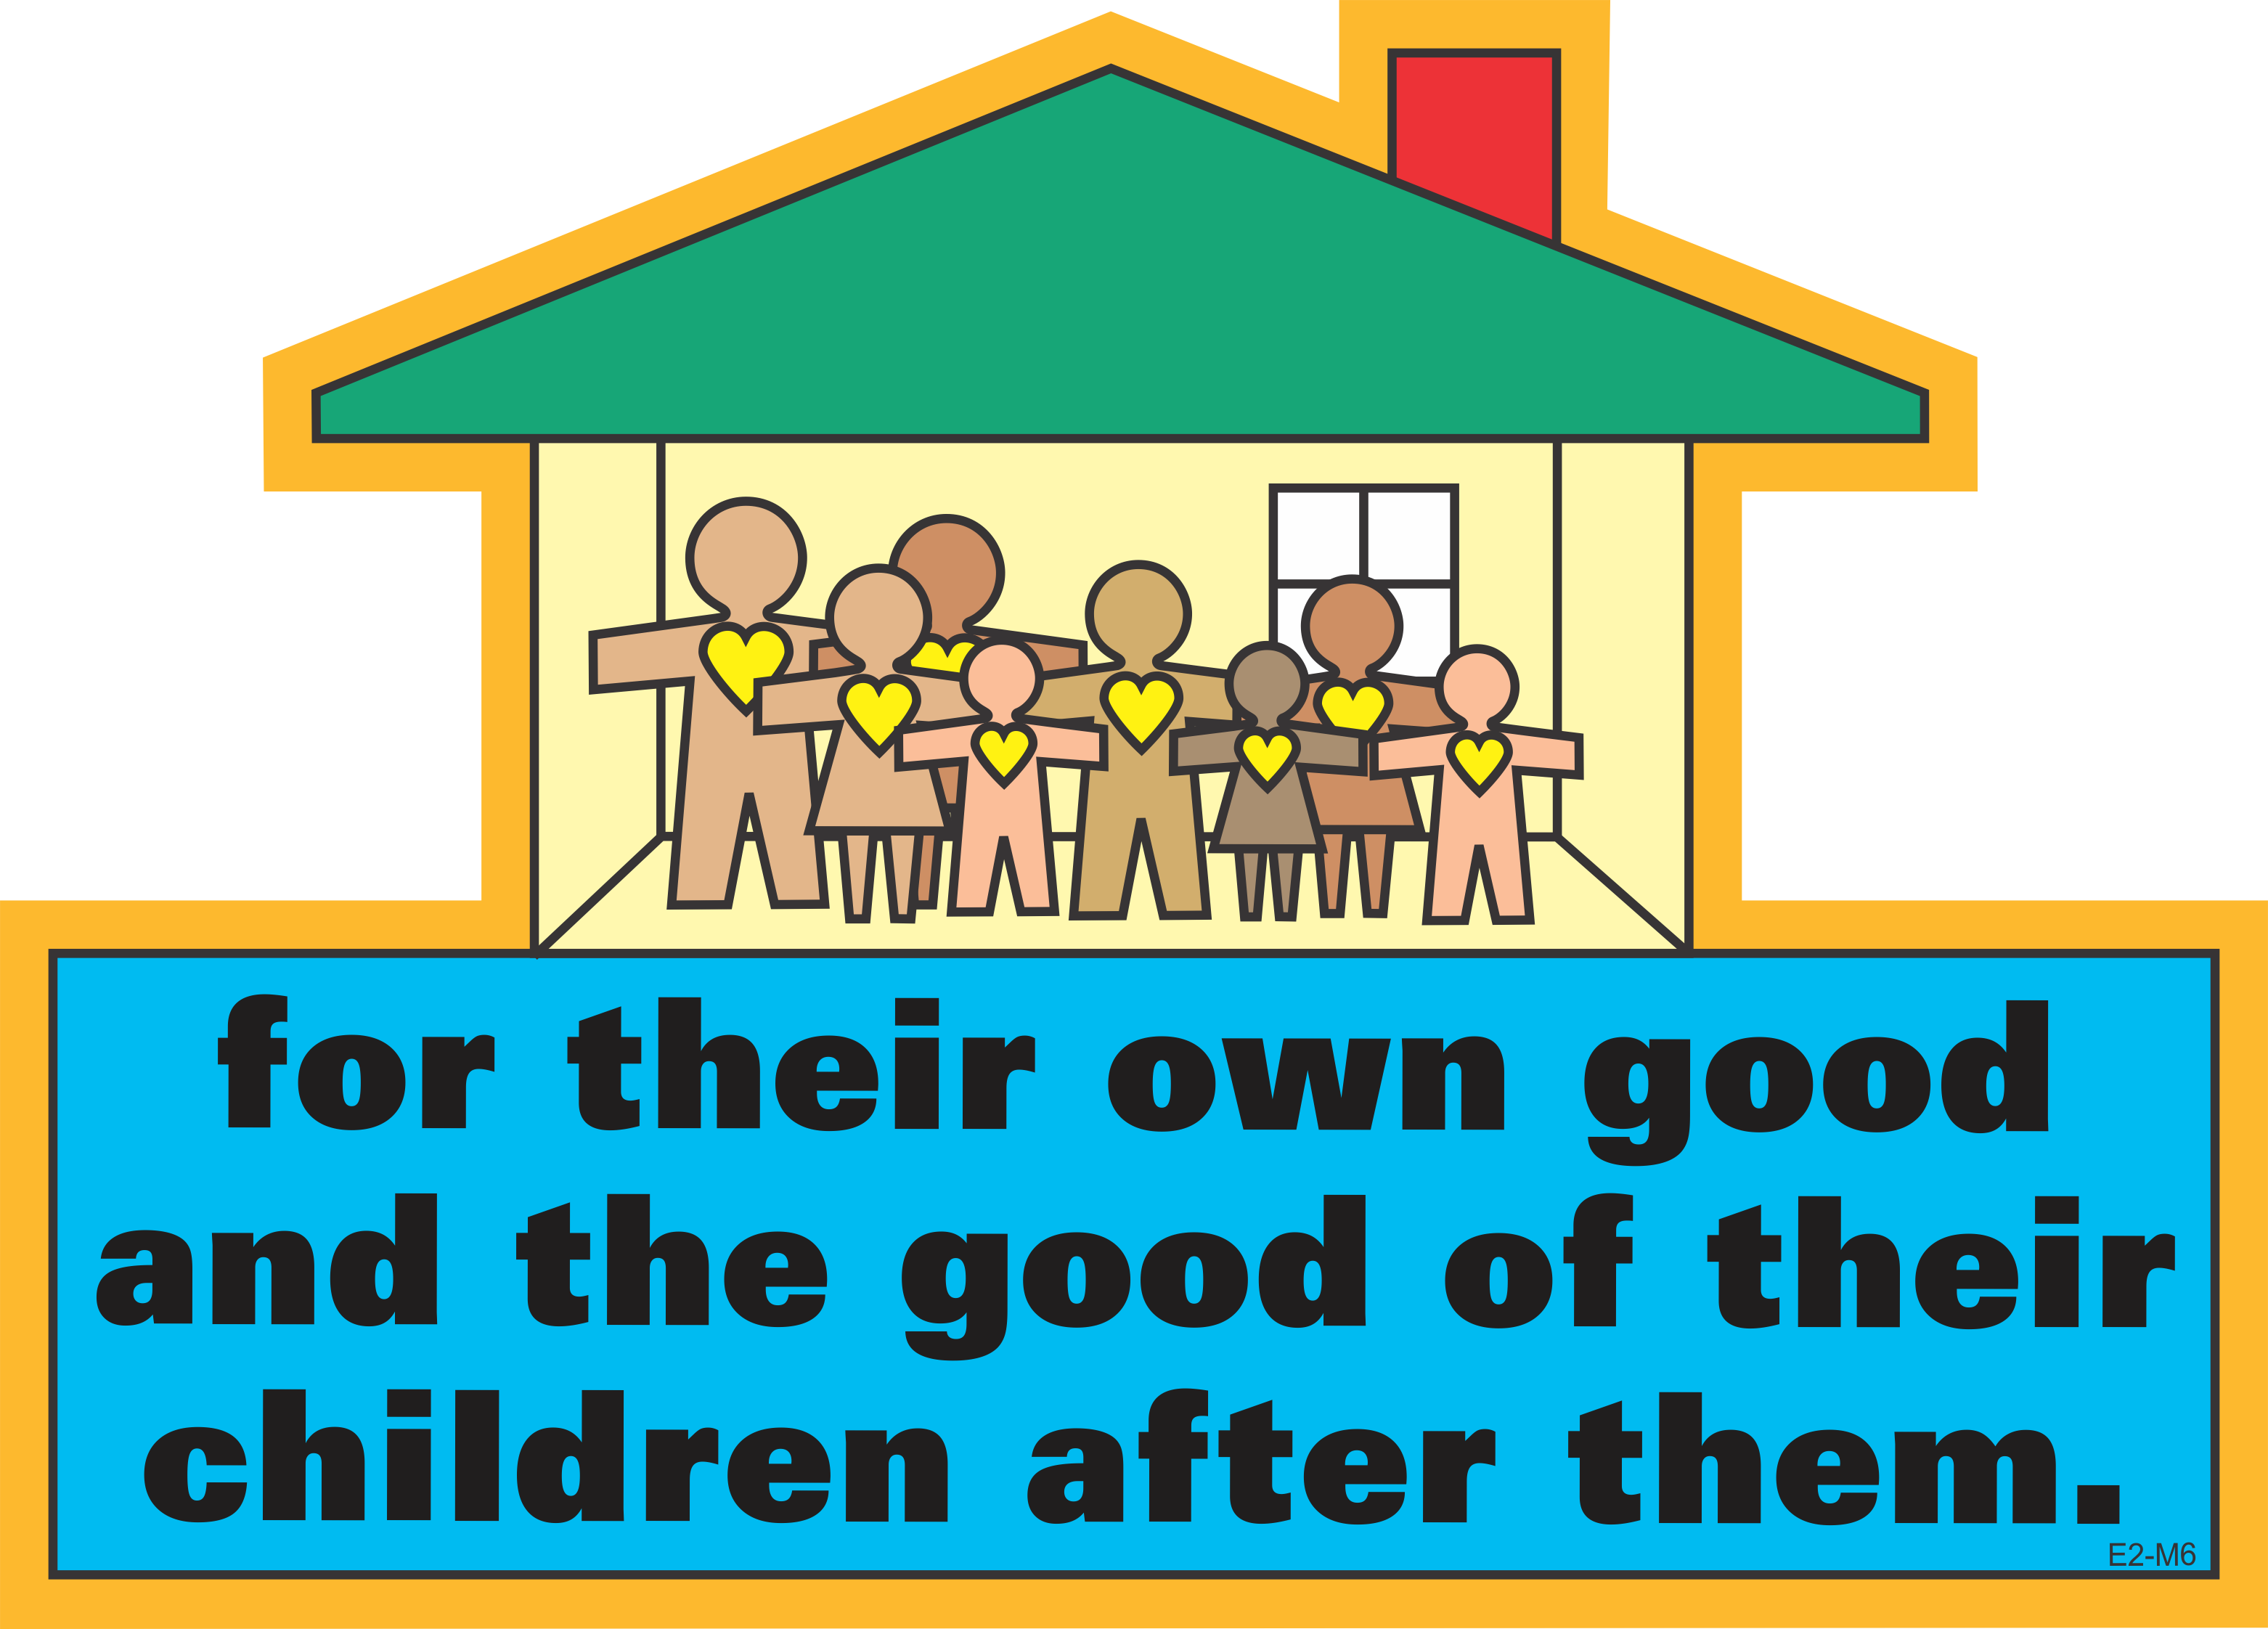 for their own good
and the good of their
children after them.
E2-M6